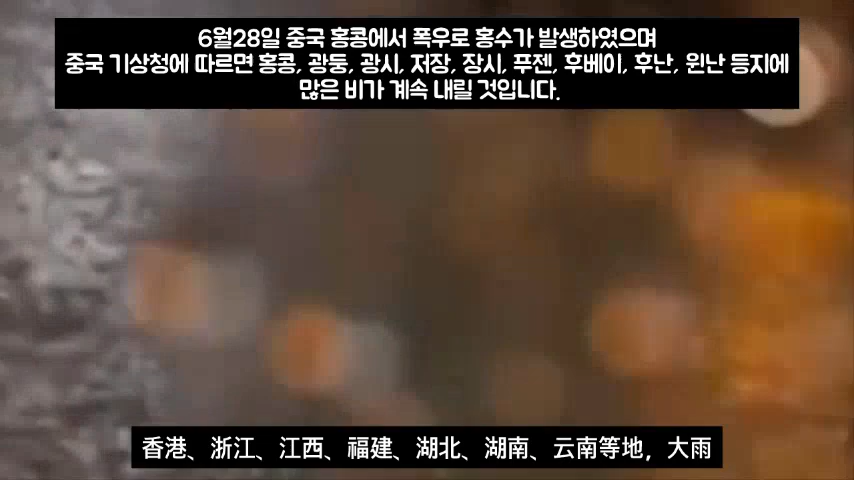 6월28일 중국 홍콩에서 폭우로 홍수가 발생하였으며
중국 기상청에 따르면 홍콩, 광둥, 광시, 저장, 장시, 푸젠, 후베이, 후난, 윈난 등지에
많은 비가 계속 내릴 것입니다.
香港、浙江、江西、福建、湖北、湖南、云南等地，大雨